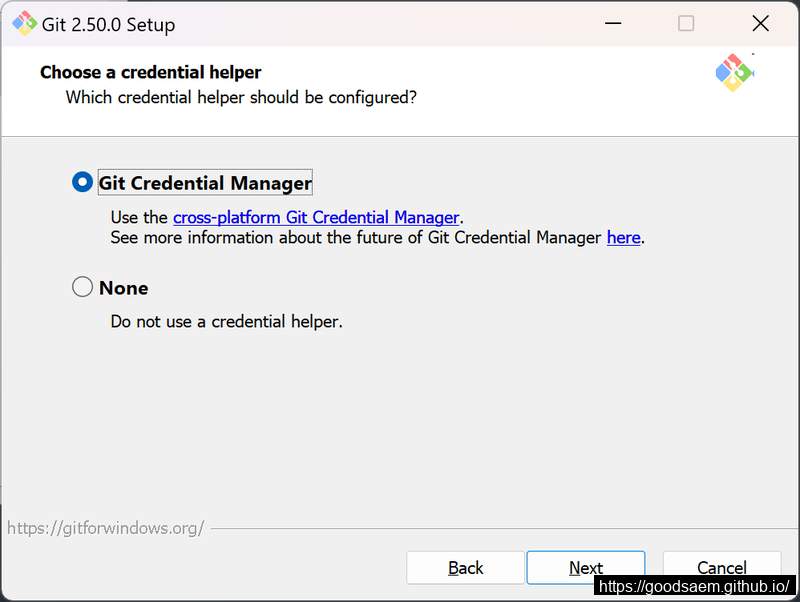 Git 2.50.0 Setup
Choose a credential helper
Which credential helper should be configured?
Git Credential Manager
Use the cross-platform Git Credential Manager.
See more information about the future of Git Credential Manager here.
None
Do not use a credential helper.
https://gitforwindows.org/
Back Next Cancel
https://goodsaem.github.io/